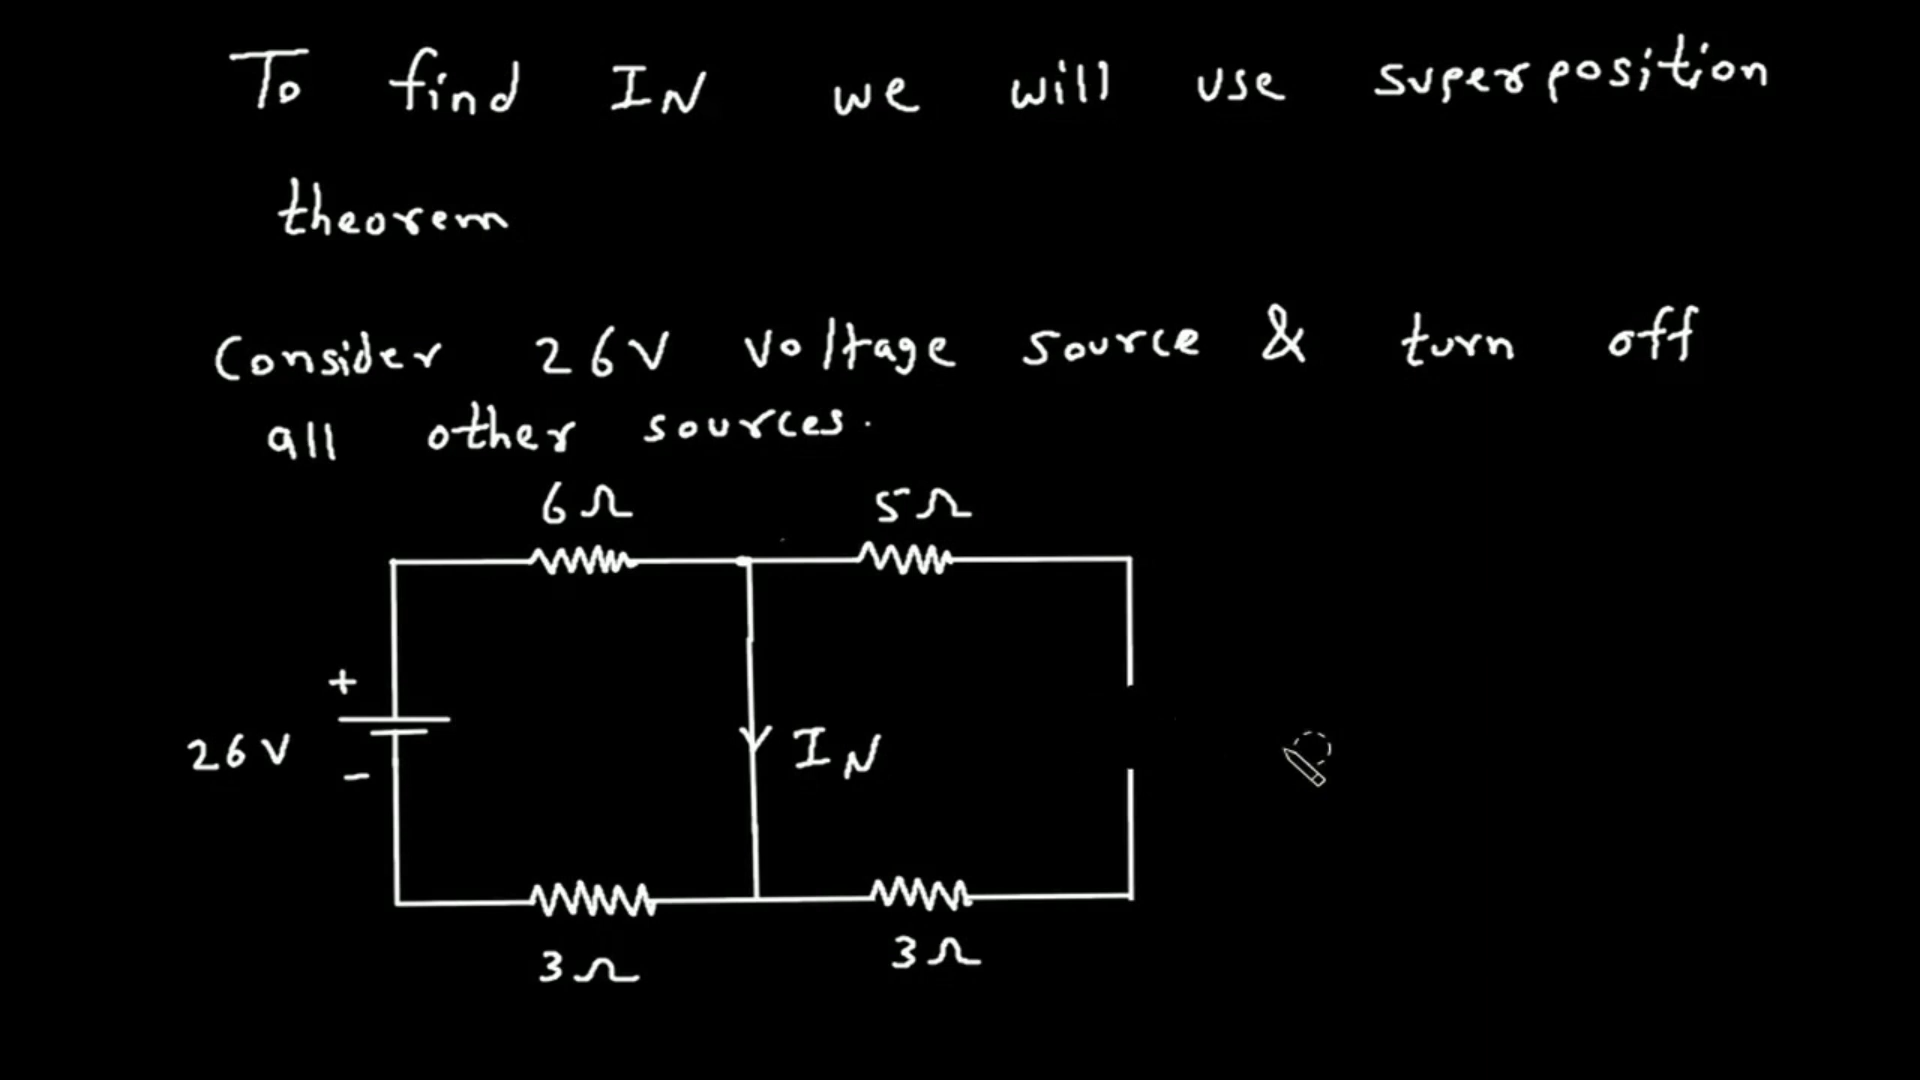 To find IN we will use superposition
theorem
Consider 26V voltage source & turn off
all other sources.
6Ω 5Ω
+
26V IN
-
3Ω 3Ω